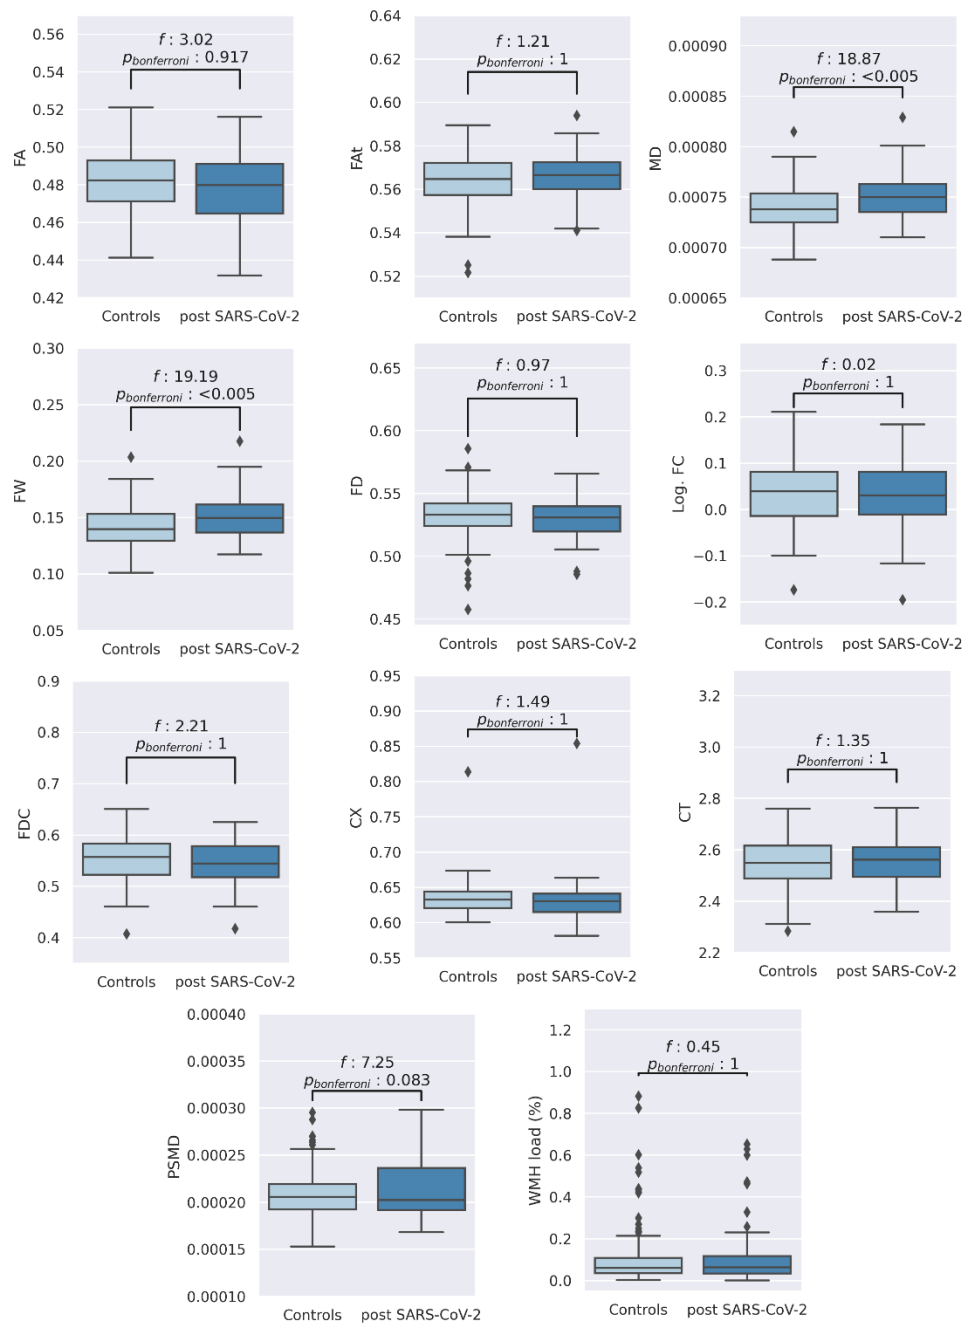 f : 3.02
p_bonferroni : 0.917
FA
0.56
0.54
0.52
0.50
0.48
0.46
0.44
0.42
Controls post SARS-CoV-2
f : 1.21
p_bonferroni : 1
FAt
0.64
0.62
0.60
0.58
0.56
0.54
0.52
Controls post SARS-CoV-2
f : 18.87
p_bonferroni : <0.005
MD
0.00090
0.00085
0.00080
0.00075
0.00070
0.00065
Controls post SARS-CoV-2
f : 19.19
p_bonferroni : <0.005
FW
0.30
0.25
0.20
0.15
0.10
0.05
Controls post SARS-CoV-2
f : 0.97
p_bonferroni : 1
FD
0.65
0.60
0.55
0.50
0.45
Controls post SARS-CoV-2
f : 0.02
p_bonferroni : 1
Log. FC
0.3
0.2
0.1
0.0
−0.1
−0.2
Controls post SARS-CoV-2
f : 2.21
p_bonferroni : 1
FDC
0.9
0.8
0.7
0.6
0.5
0.4
Controls post SARS-CoV-2
f : 1.49
p_bonferroni : 1
CX
0.95
0.90
0.85
0.80
0.75
0.70
0.65
0.60
0.55
Controls post SARS-CoV-2
f : 1.35
p_bonferroni : 1
CT
3.2
3.0
2.8
2.6
2.4
2.2
Controls post SARS-CoV-2
f : 7.25
p_bonferroni : 0.083
PSMD
0.00040
0.00035
0.00030
0.00025
0.00020
0.00015
0.00010
Controls post SARS-CoV-2
f : 0.45
p_bonferroni : 1
WMH load (%)
1.2
1.0
0.8
0.6
0.4
0.2
0.0
Controls post SARS-CoV-2